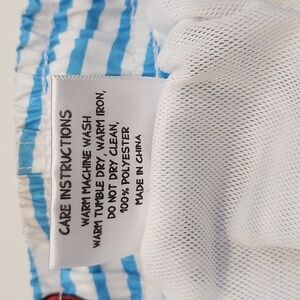 CARE INSTRUCTIONS
WARM MACHINE WASH
WARM TUMBLE DRY, WARM IRON,
DO NOT DRY CLEAN,
100% POLYESTER
MADE IN CHINA